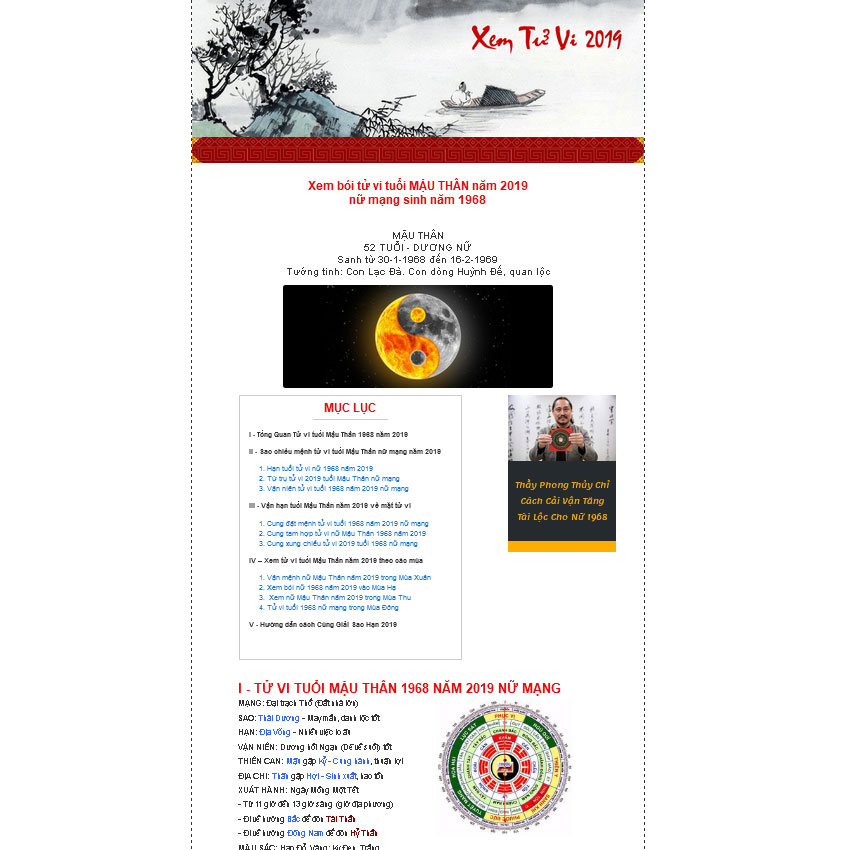 Xem Tử Vi 2019
Xem bói tử vi tuổi MẬU THÂN năm 2019
nữ mạng sinh năm 1968
MẬU THÂN
52 TUỔI - DƯƠNG NỮ
Sanh từ 30-1-1968 đến 16-2-1969
Tướng tinh: Con Lạc Đà. Con dòng Huỳnh Đế, quan lộc
MỤC LỤC
I - Tổng Quan Tử vi tuổi Mậu Thân 1968 năm 2019
II - Sao chiếu mệnh tử vi tuổi Mậu Thân nữ mạng năm 2019
1. Hạn tuổi tử vi nữ 1968 năm 2019
2. Tứ trụ tử vi 2019 tuổi Mậu Thân nữ mạng
3. Vận niên tử vi tuổi 1968 năm 2019 nữ mạng
III - Vận hạn tuổi Mậu Thân năm 2019 về mặt tử vi
1. Cung đặt mệnh tử vi tuổi 1968 năm 2019 nữ mạng
2. Cung tam hợp tử vi nữ Mậu Thân 1968 năm 2019
3. Cung xung chiếu tử vi 2019 tuổi 1968 nữ mạng
IV – Xem tử vi tuổi Mậu Thân năm 2019 theo các mùa
1. Vận mệnh nữ Mậu Thân năm 2019 trong Mùa Xuân
2. Xem bói nữ 1968 năm 2019 vào Mùa Hạ
3. Xem nữ Mậu Thân năm 2019 trong Mùa Thu
4. Tử vi tuổi 1968 nữ mạng trong Mùa Đông
V - Hướng dẫn cách Cúng Giải Sao Hạn 2019
Thầy Phong Thủy Chỉ
Cách Cải Vận Tăng
Tài Lộc Cho Nữ 1968
I - TỬ VI TUỔI MẬU THÂN 1968 NĂM 2019 NỮ MẠNG
MẠNG: Đại trạch Thổ (Đất nhà lớn)
SAO: Thái Dương – May mắn, danh lộc tốt
HẠN: Địa Võng – Nhiều việc lo âu
VẬN NIÊN: Dương hồi Ngạn (Dê về suối) tốt
THIÊN CAN: Mậu gặp Kỷ - Cùng hành, thuận lợi
ĐỊA CHI: Thân gặp Hợi - Sinh xuất, hao tốn
XUẤT HÀNH: Ngày Mồng Một Tết
- Từ 11 giờ đến 13 giờ sáng (giờ địa phương)
- Đi về hướng Bắc để đón Tài Thần
- Đi về hướng Đông Nam để đón Hỷ Thần
MÀU SẮC: Hạp Đỏ, Vàng; Kỵ Đen, Trắng
PHỤC VỊ